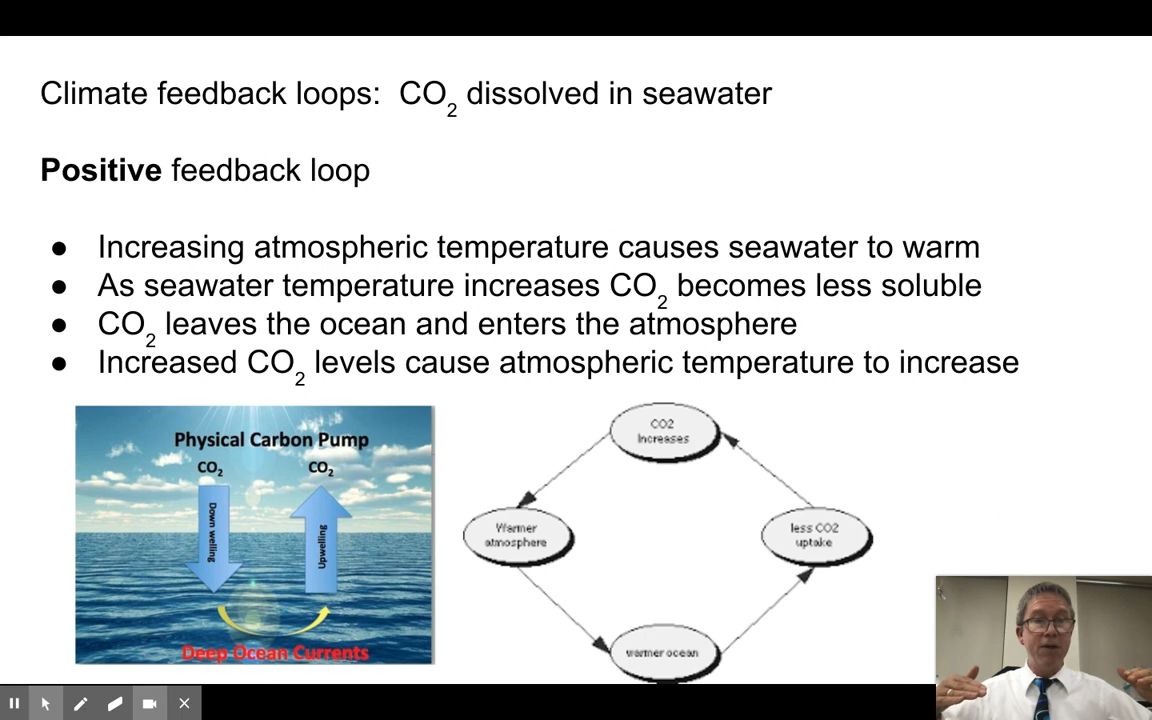 Climate feedback loops: CO2 dissolved in seawater
Positive feedback loop
● Increasing atmospheric temperature causes seawater to warm
● As seawater temperature increases CO2 becomes less soluble
● CO2 leaves the ocean and enters the atmosphere
● Increased CO2 levels cause atmospheric temperature to increase
Physical Carbon Pump
CO2 CO2
Down welling
Upwelling
Deep Ocean Currents
CO2
Increases
Warmer
atmosphere
less CO2
uptake
warmer ocean